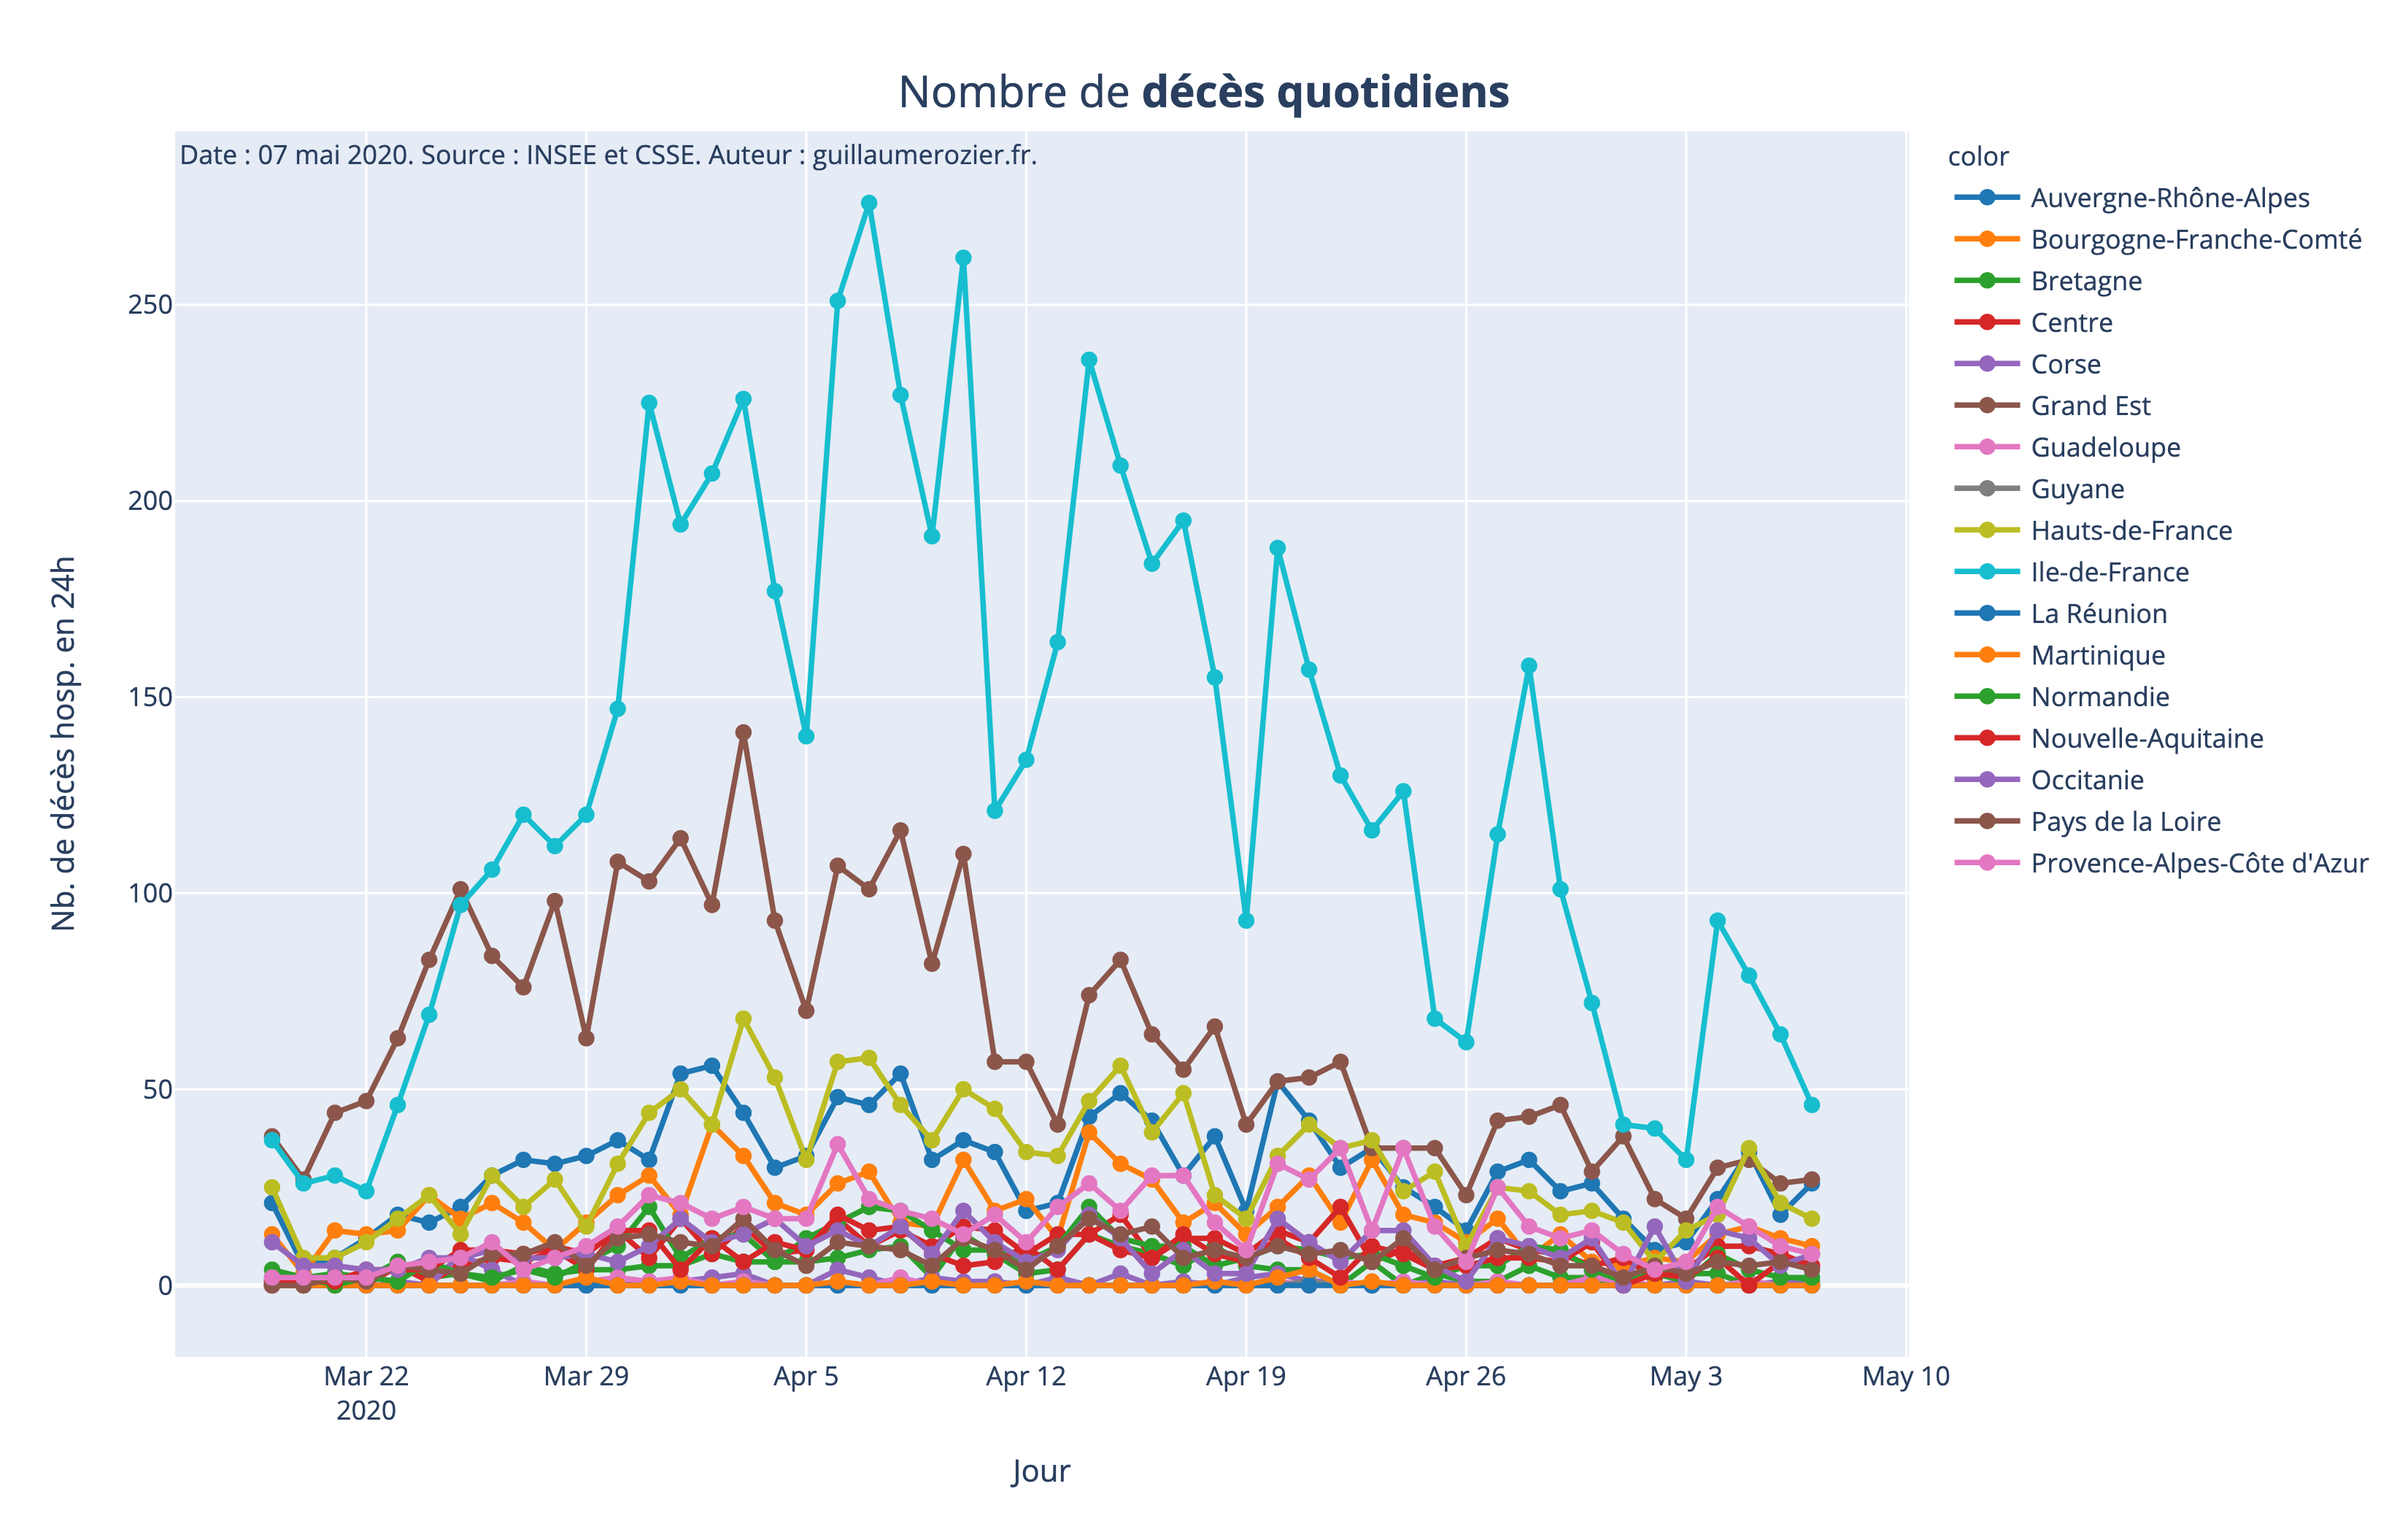 Nombre de décès quotidiens
Date : 07 mai 2020. Source : INSEE et CSSE. Auteur : guillaumerozier.fr.
color
Auvergne-Rhône-Alpes
Bourgogne-Franche-Comté
Bretagne
Centre
Corse
Grand Est
Guadeloupe
Guyane
Hauts-de-France
Ile-de-France
La Réunion
Martinique
Normandie
Nouvelle-Aquitaine
Occitanie
Pays de la Loire
Provence-Alpes-Côte d'Azur
Nb. de décès hosp. en 24h
250
200
150
100
50
0
Mar 22 Mar 29 Apr 5 Apr 12 Apr 19 Apr 26 May 3 May 10
2020
Jour